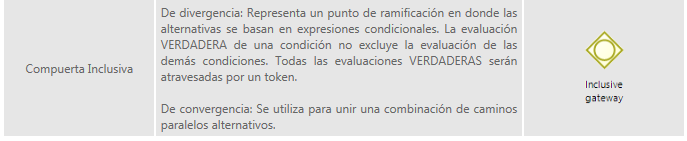 Compuerta Inclusiva
De divergencia: Representa un punto de ramificación en donde las
alternativas se basan en expresiones condicionales. La evaluación
VERDADERA de una condición no excluye la evaluación de las
demás condiciones. Todas las evaluaciones VERDADERAS serán
atravesadas por un token.
De convergencia: Se utiliza para unir una combinación de caminos
paralelos alternativos.
Inclusive
gateway